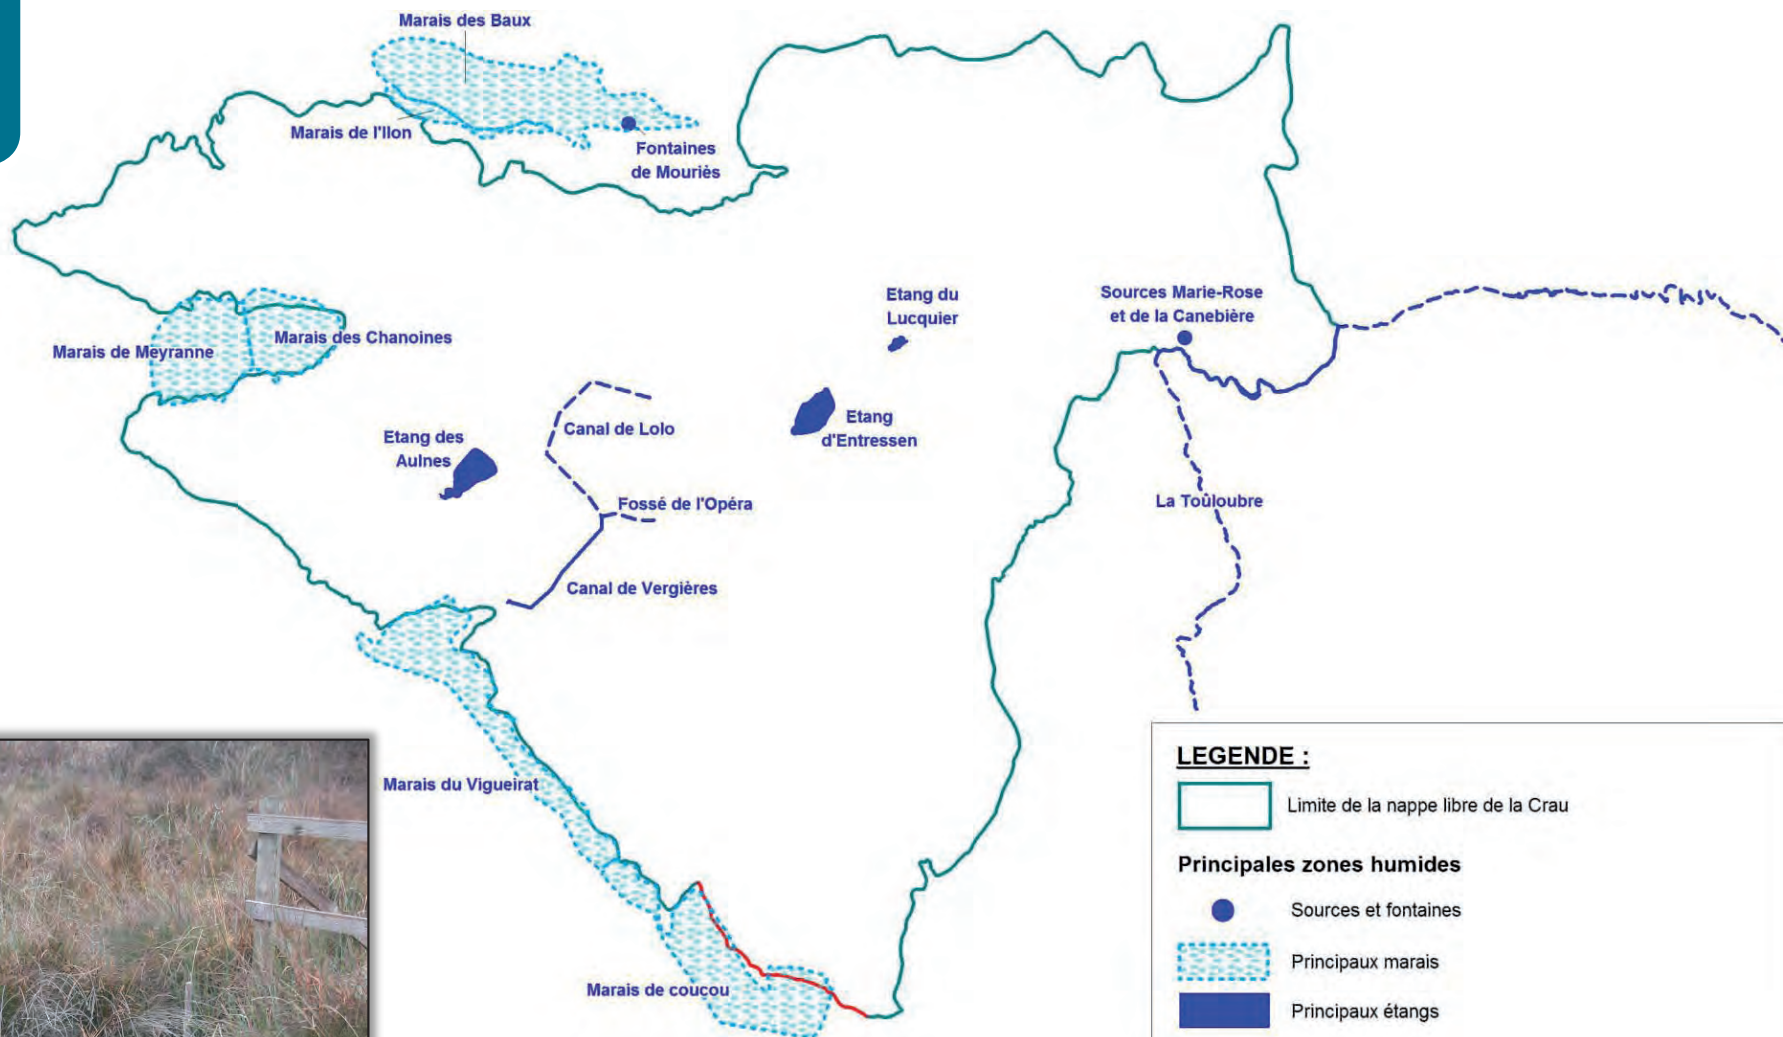 Marais des Baux
Marais de l'Ilon
Fontaines
de Mouriès
Marais de Meyranne
Marais des Chanoines
Etang du
Lucquier
Sources Marie-Rose
et de la Canebière
Etang des
Aulnes
Canal de Lolo
Etang
d'Entressen
Fossé de l'Opéra
La Touloubre
Canal de Vergières
Marais du Vigueirat
Marais de coucou
LEGENDE :
Limite de la nappe libre de la Crau
Principales zones humides
Sources et fontaines
Principaux marais
Principaux étangs